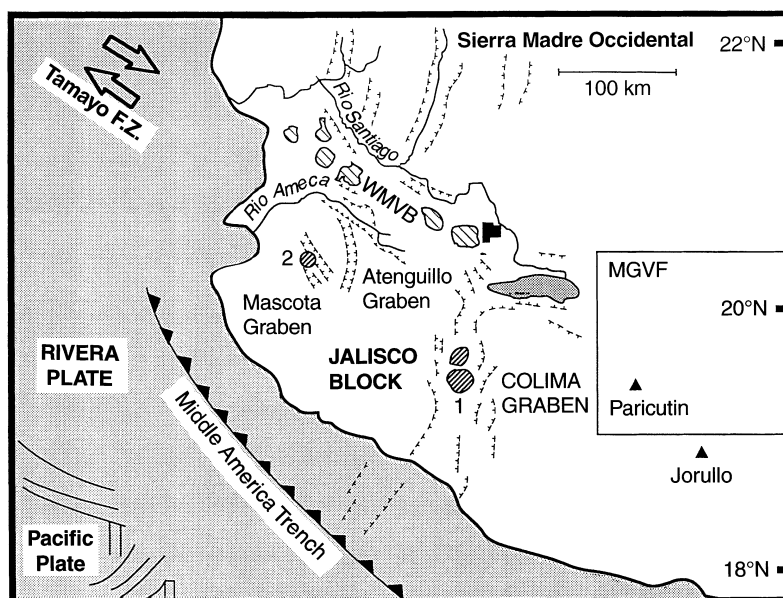 Sierra Madre Occidental
22°N
100 km
Tamayo F.Z.
Rio Santiago
Rio Ameca
WMVB
MGVF
2
Atenguillo
Graben
Mascota
Graben
20°N
RIVERA
PLATE
JALISCO
BLOCK
COLIMA
GRABEN
1
Paricutin
Jorullo
Middle America Trench
Pacific
Plate
18°N